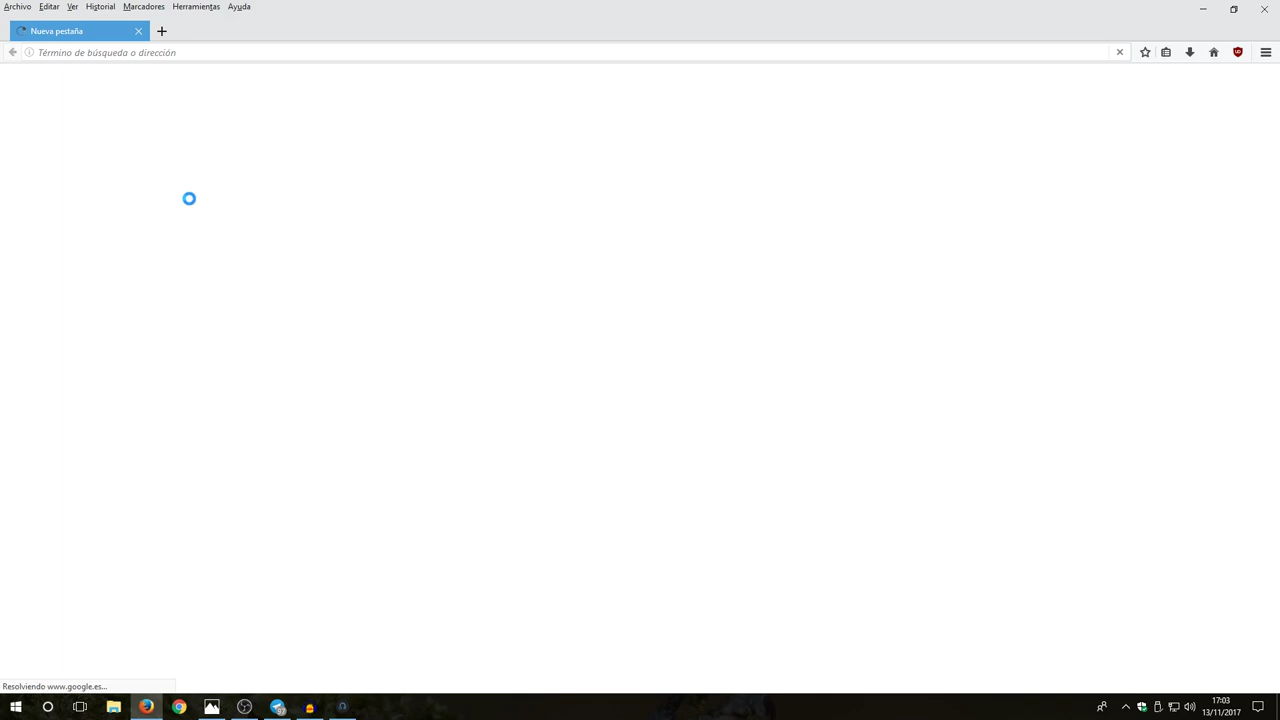 Archivo Editar Ver Historial Marcadores Herramientas Ayuda
Nueva pestaña
Término de búsqueda o dirección
Resolviendo www.google.es...
17:03
13/11/2017